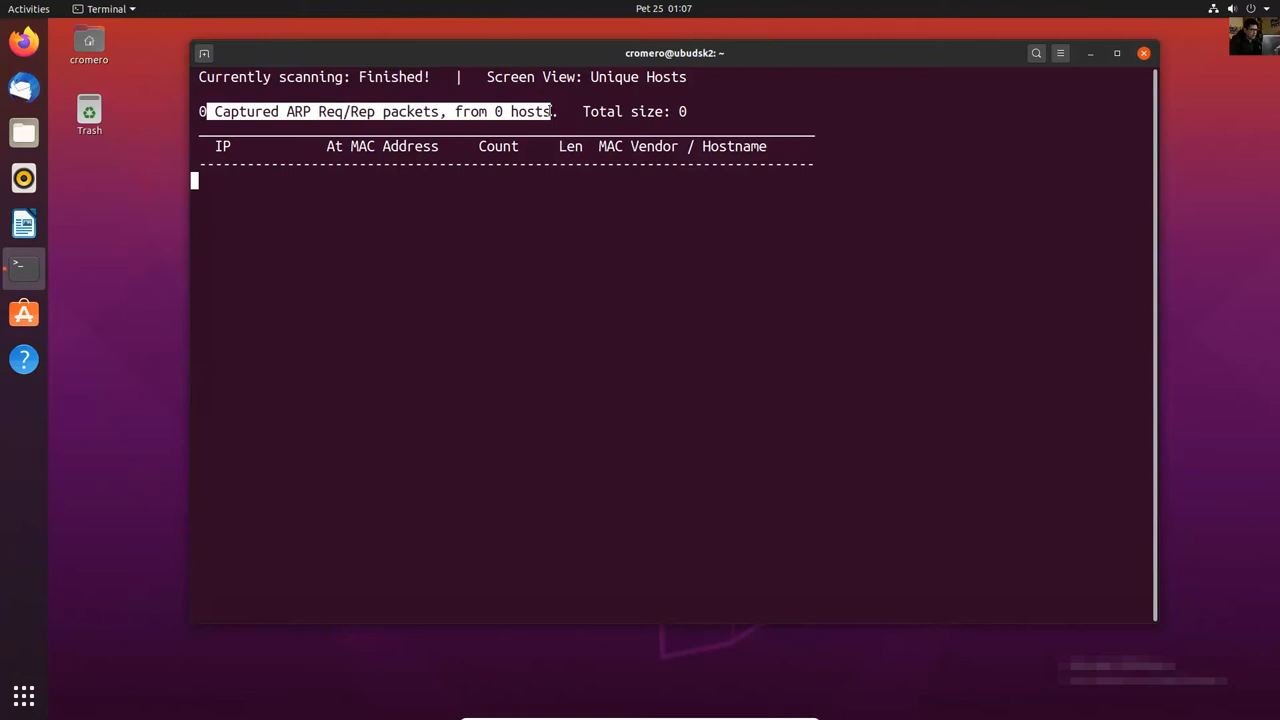 Activities
Terminal
Pet 25 01:07
cromero
Trash
cromero@ubudsk2: ~
Currently scanning: Finished! | Screen View: Unique Hosts
0 Captured ARP Req/Rep packets, from 0 hosts. Total size: 0
IP At MAC Address Count Len MAC Vendor / Hostname